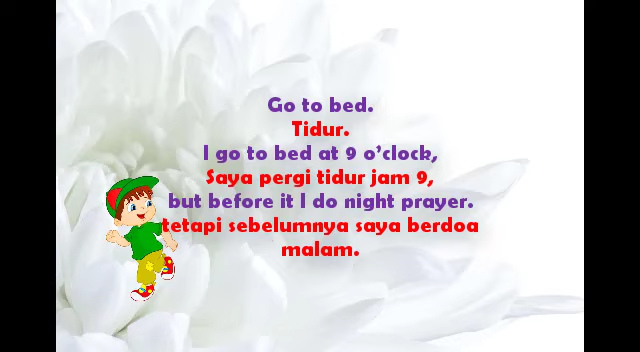 Go to bed.
Tidur.
I go to bed at 9 o'clock,
Saya pergi tidur jam 9,
but before it I do night prayer.
tetapi sebelumnya saya berdoa
malam.